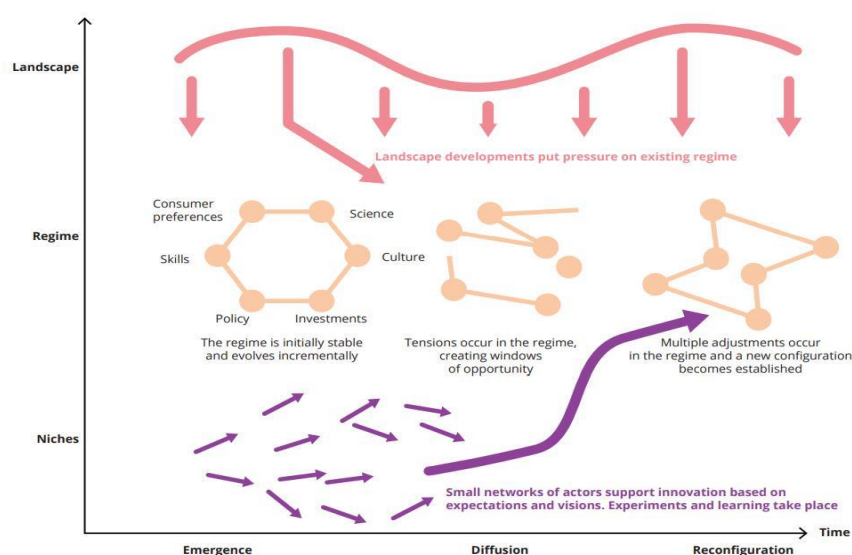 Landscape
Landscape developments put pressure on existing regime
Consumer
preferences
Science
Regime
Skills
Culture
Policy
Investments
The regime is initially stable
and evolves incrementally
Tensions occur in the regime,
creating windows
of opportunity
Multiple adjustments occur
in the regime and a new configuration
becomes established
Niches
Small networks of actors support innovation based on
expectations and visions. Experiments and learning take place
Time
Emergence
Diffusion
Reconfiguration